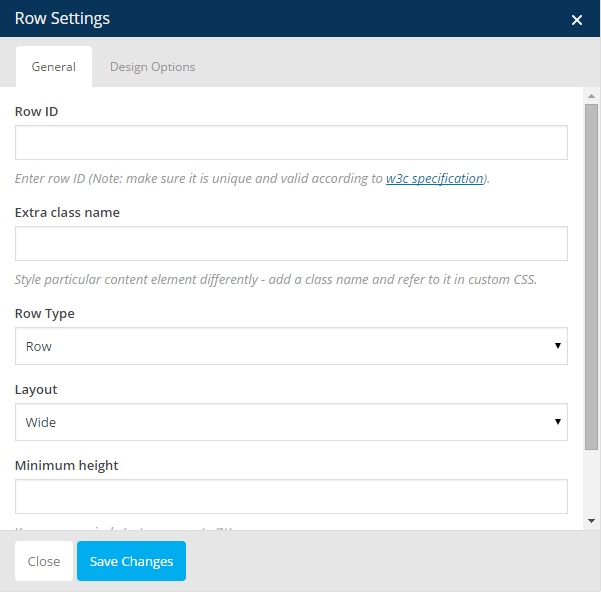 Row Settings
General
Design Options
Row ID
Enter row ID (Note: make sure it is unique and valid according to w3c specification).
Extra class name
Style particular content element differently - add a class name and refer to it in custom CSS.
Row Type
Row
Layout
Wide
Minimum height
Close
Save Changes